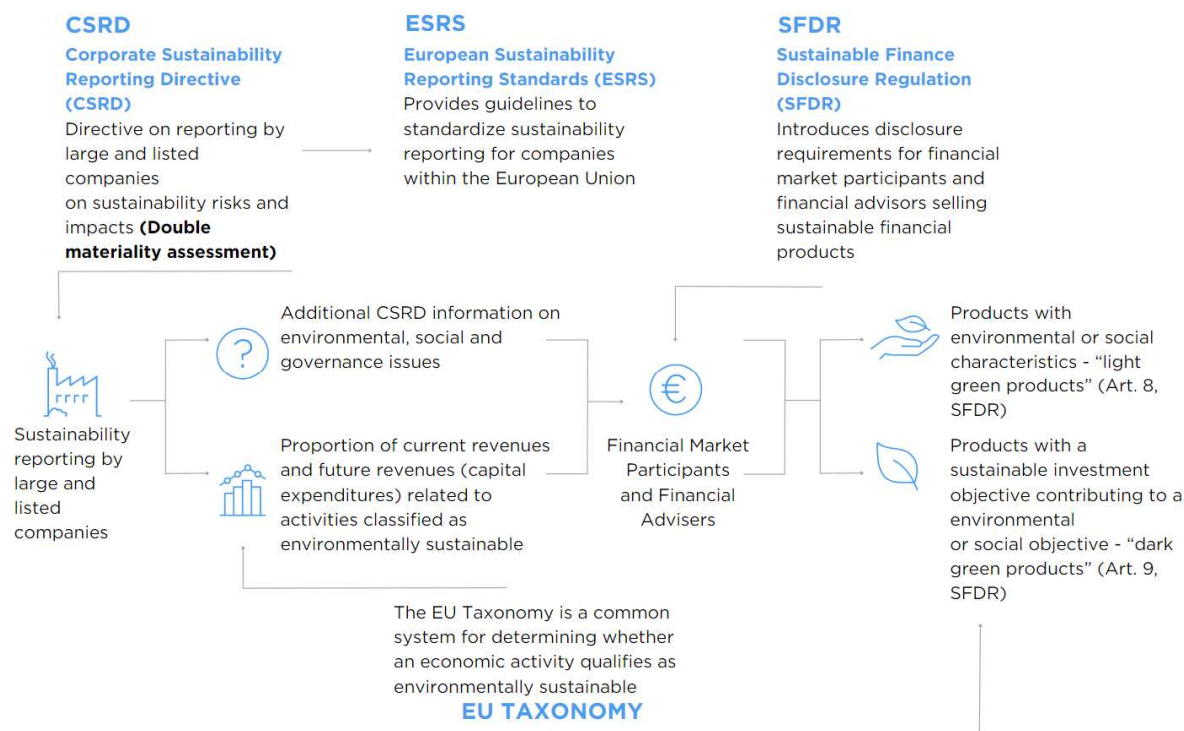 CSRD
Corporate Sustainability
Reporting Directive
(CSRD)
Directive on reporting by
large and listed
companies
on sustainability risks and
impacts (Double
materiality assessment)
ESRS
European Sustainability
Reporting Standards (ESRS)
Provides guidelines to
standardize sustainability
reporting for companies
within the European Union
SFDR
Sustainable Finance
Disclosure Regulation
(SFDR)
Introduces disclosure
requirements for financial
market participants and
financial advisors selling
sustainable financial
products
Sustainability
reporting by
large and
listed
companies
?
Additional CSRD information on
environmental, social and
governance issues
Proportion of current revenues
and future revenues (capital
expenditures) related to
activities classified as
environmentally sustainable
€
Financial Market
Participants
and Financial
Advisers
Products with
environmental or social
characteristics - “light
green products” (Art. 8,
SFDR)
Products with a
sustainable investment
objective contributing to a
environmental
or social objective - “dark
green products” (Art. 9,
SFDR)
The EU Taxonomy is a common
system for determining whether
an economic activity qualifies as
environmentally sustainable
EU TAXONOMY